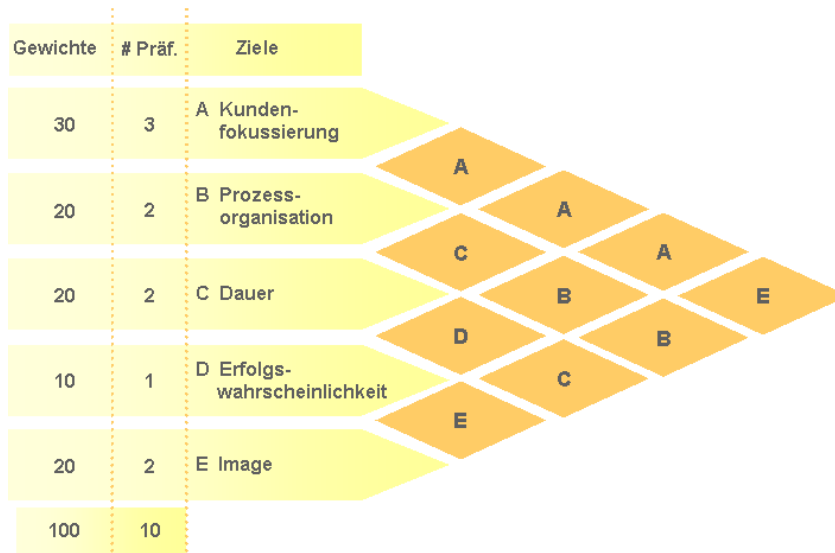 Gewichte # Präf. Ziele
30 3 A Kunden-
fokussierung
A
20 2 B Prozess-
organisation
A
C
A
20 2 C Dauer
B
E
D
B
10 1 D Erfolgs-
wahrscheinlichkeit
C
E
20 2 E Image
100 10